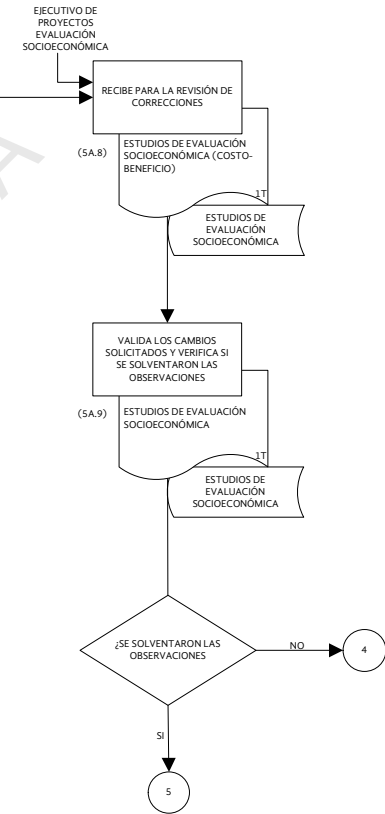 EJECUTIVO DE
PROYECTOS
EVALUACIÓN
SOCIOECONÓMICA
RECIBE PARA LA REVISIÓN DE
CORRECCIONES
(5A.8)
ESTUDIOS DE EVALUACIÓN
SOCIOECONÓMICA (COSTO-
BENEFICIO)
1T
ESTUDIOS DE
EVALUACIÓN
SOCIOECONÓMICA
VALIDA LOS CAMBIOS
SOLICITADOS Y VERIFICA SI
SE SOLVENTARON LAS
OBSERVACIONES
(5A.9)
ESTUDIOS DE EVALUACIÓN
SOCIOECONÓMICA
1T
ESTUDIOS DE
EVALUACIÓN
SOCIOECONÓMICA
¿SE SOLVENTARON LAS
OBSERVACIONES
NO
4
SI
5